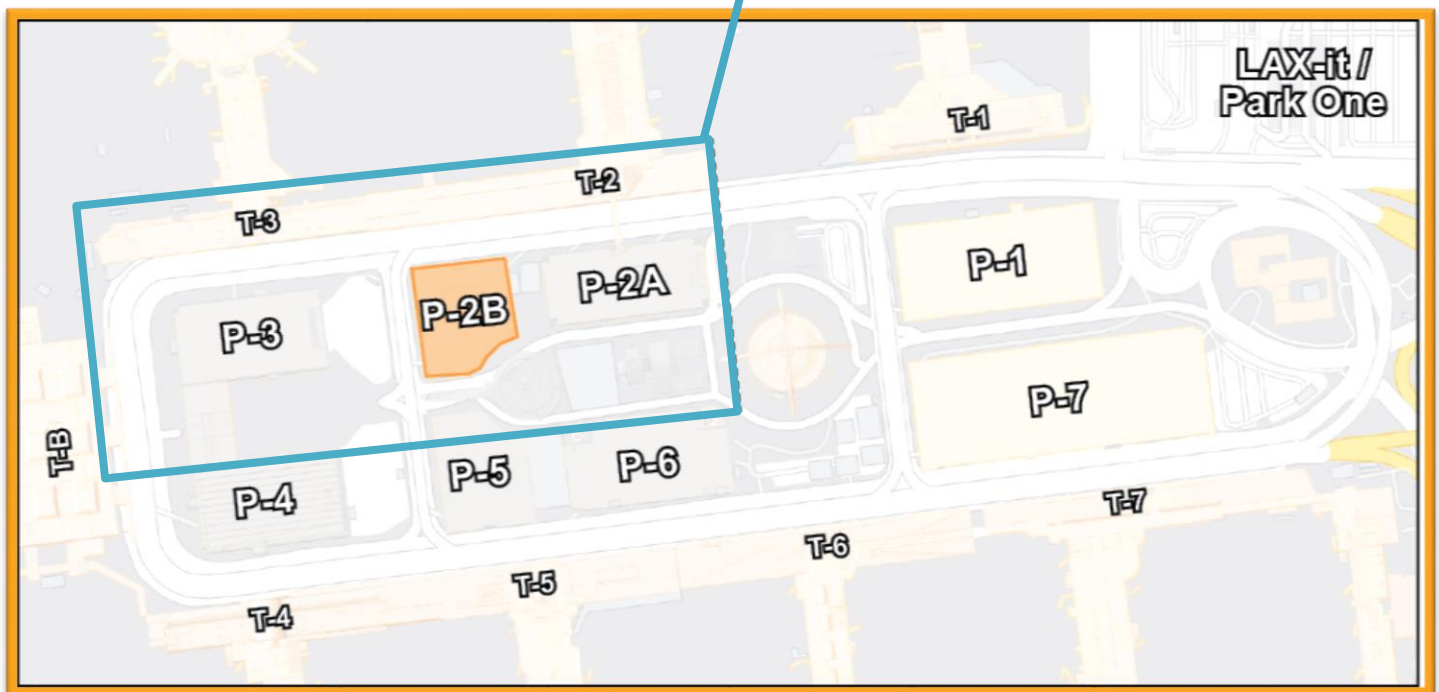 LAX-it /
Park One
T-1
T-2
T-3
P-1
P-2A
P-2B
P-3
P-7
T-B
P-5
P-6
P-4
T-7
T-6
T-5
T-4